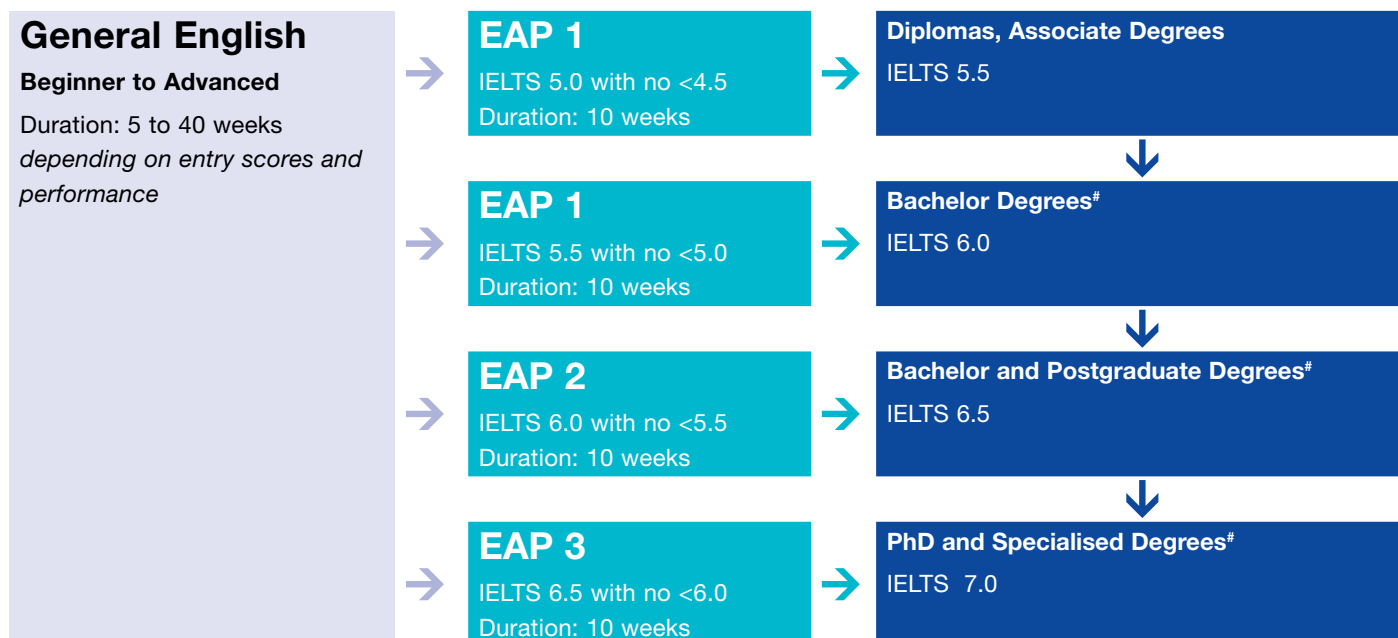 General English
Beginner to Advanced
Duration: 5 to 40 weeks
depending on entry scores and
performance
EAP 1
IELTS 5.0 with no <4.5
Duration: 10 weeks
Diplomas, Associate Degrees
IELTS 5.5
EAP 1
IELTS 5.5 with no <5.0
Duration: 10 weeks
Bachelor Degrees#
IELTS 6.0
EAP 2
IELTS 6.0 with no <5.5
Duration: 10 weeks
Bachelor and Postgraduate Degrees#
IELTS 6.5
EAP 3
IELTS 6.5 with no <6.0
Duration: 10 weeks
PhD and Specialised Degrees#
IELTS 7.0